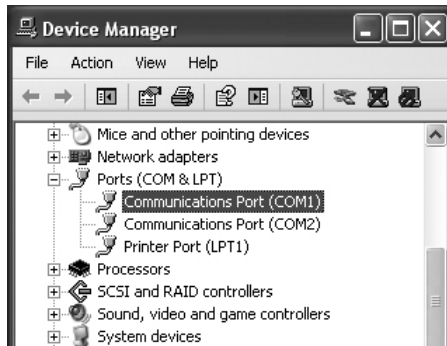 Device Manager
File Action View Help
Mice and other pointing devices
Network adapters
Ports (COM & LPT)
Communications Port (COM1)
Communications Port (COM2)
Printer Port (LPT1)
Processors
SCSI and RAID controllers
Sound, video and game controllers
System devices